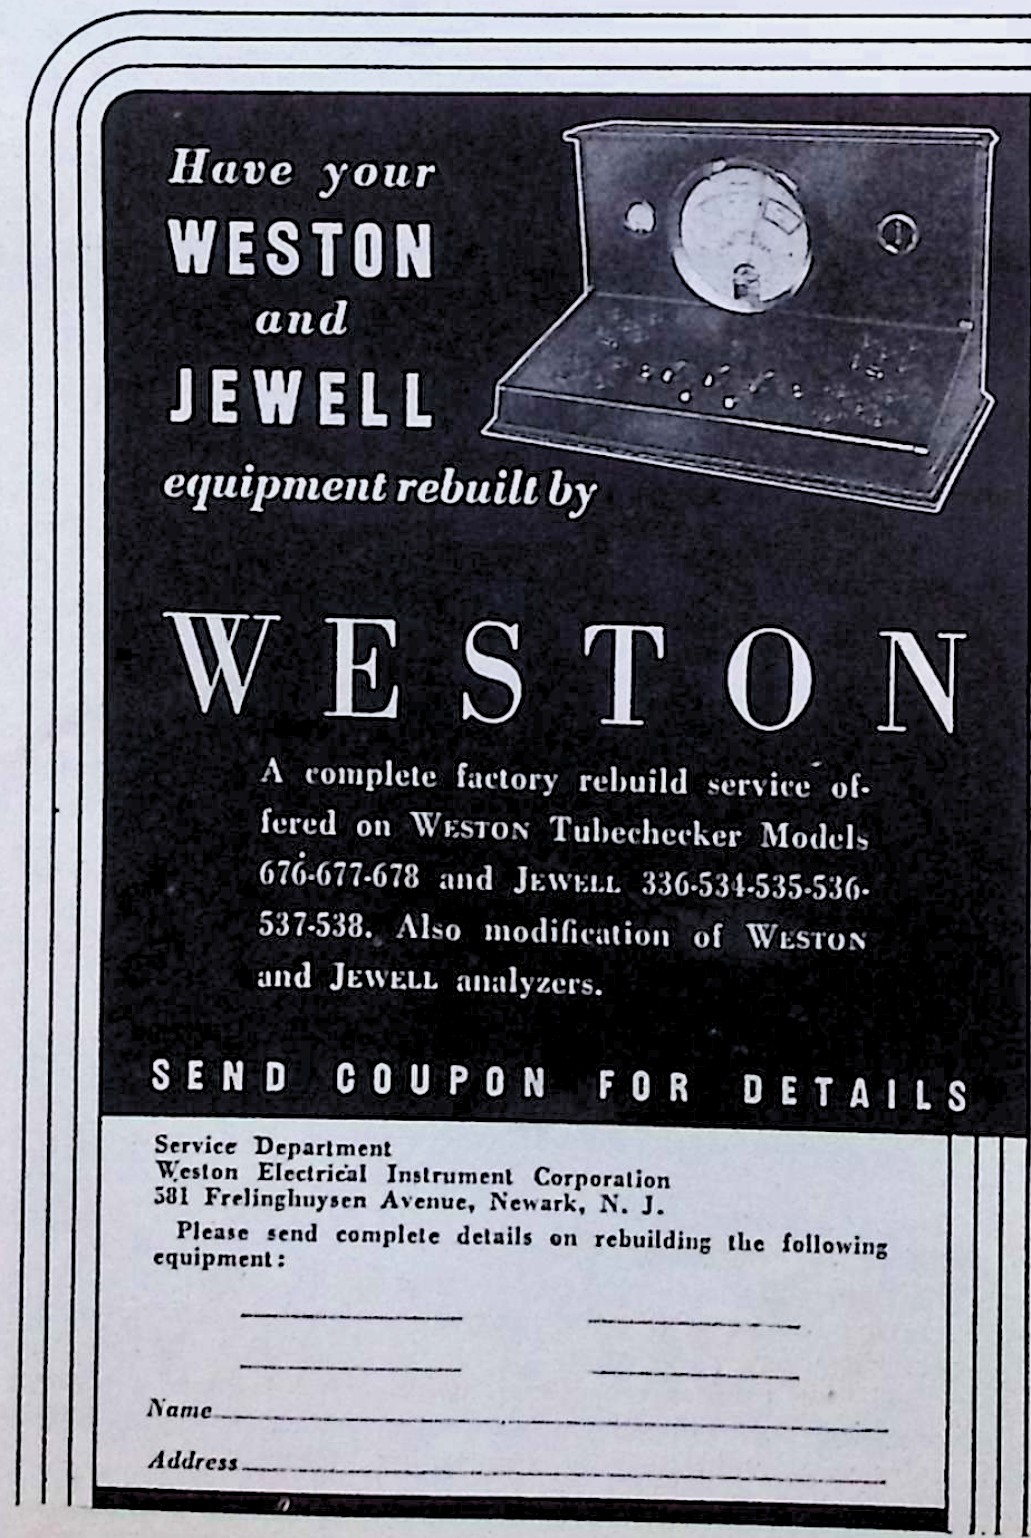 Have your
WESTON
and
JEWELL
equipment rebuilt by
WESTON
A complete factory rebuild service of-
fered on WESTON Tubechecker Models
676-677-678 and JEWELL 336-534-535-536-
537-538. Also modification of WESTON
and JEWELL analyzers.
SEND COUPON FOR DETAILS
Service Department
Weston Electrical Instrument Corporation
581 Frelinghuysen Avenue, Newark, N. J.
Please send complete details on rebuilding the following
equipment:
Name
Address